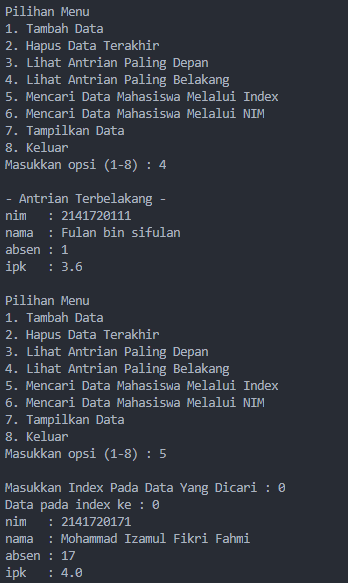 Pilihan Menu
1. Tambah Data
2. Hapus Data Terakhir
3. Lihat Antrian Paling Depan
4. Lihat Antrian Paling Belakang
5. Mencari Data Mahasiswa Melalui Index
6. Mencari Data Mahasiswa Melalui NIM
7. Tampilkan Data
8. Keluar
Masukkan opsi (1-8) : 4
- Antrian Terbelakang -
nim   : 2141720111
nama  : Fulan bin sifulan
absen : 1
ipk   : 3.6
Pilihan Menu
1. Tambah Data
2. Hapus Data Terakhir
3. Lihat Antrian Paling Depan
4. Lihat Antrian Paling Belakang
5. Mencari Data Mahasiswa Melalui Index
6. Mencari Data Mahasiswa Melalui NIM
7. Tampilkan Data
8. Keluar
Masukkan opsi (1-8) : 5
Masukkan Index Pada Data Yang Dicari : 0
Data pada index ke : 0
nim   : 2141720171
nama  : Mohammad Izamul Fikri Fahmi
absen : 17
ipk   : 4.0